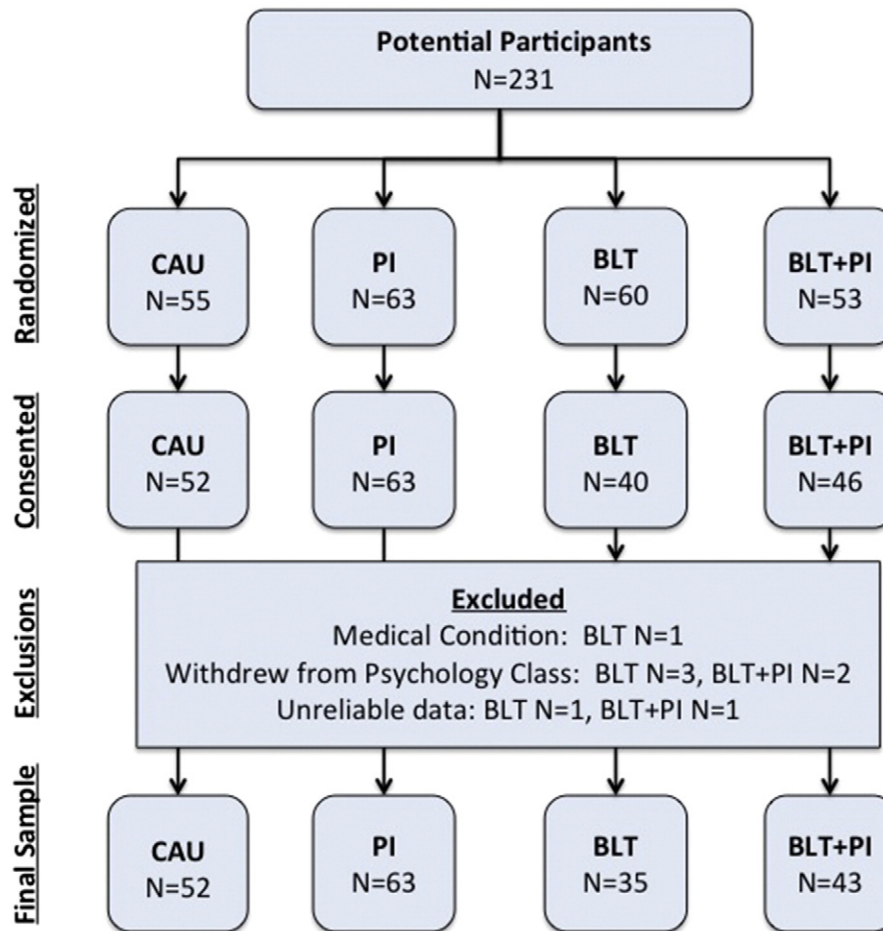 Potential Participants
N=231
Randomized
CAU
N=55
PI
N=63
BLT
N=60
BLT+PI
N=53
Consented
CAU
N=52
PI
N=63
BLT
N=40
BLT+PI
N=46
Exclusions
Excluded
Medical Condition: BLT N=1
Withdrew from Psychology Class: BLT N=3, BLT+PI N=2
Unreliable data: BLT N=1, BLT+PI N=1
Final Sample
CAU
N=52
PI
N=63
BLT
N=35
BLT+PI
N=43